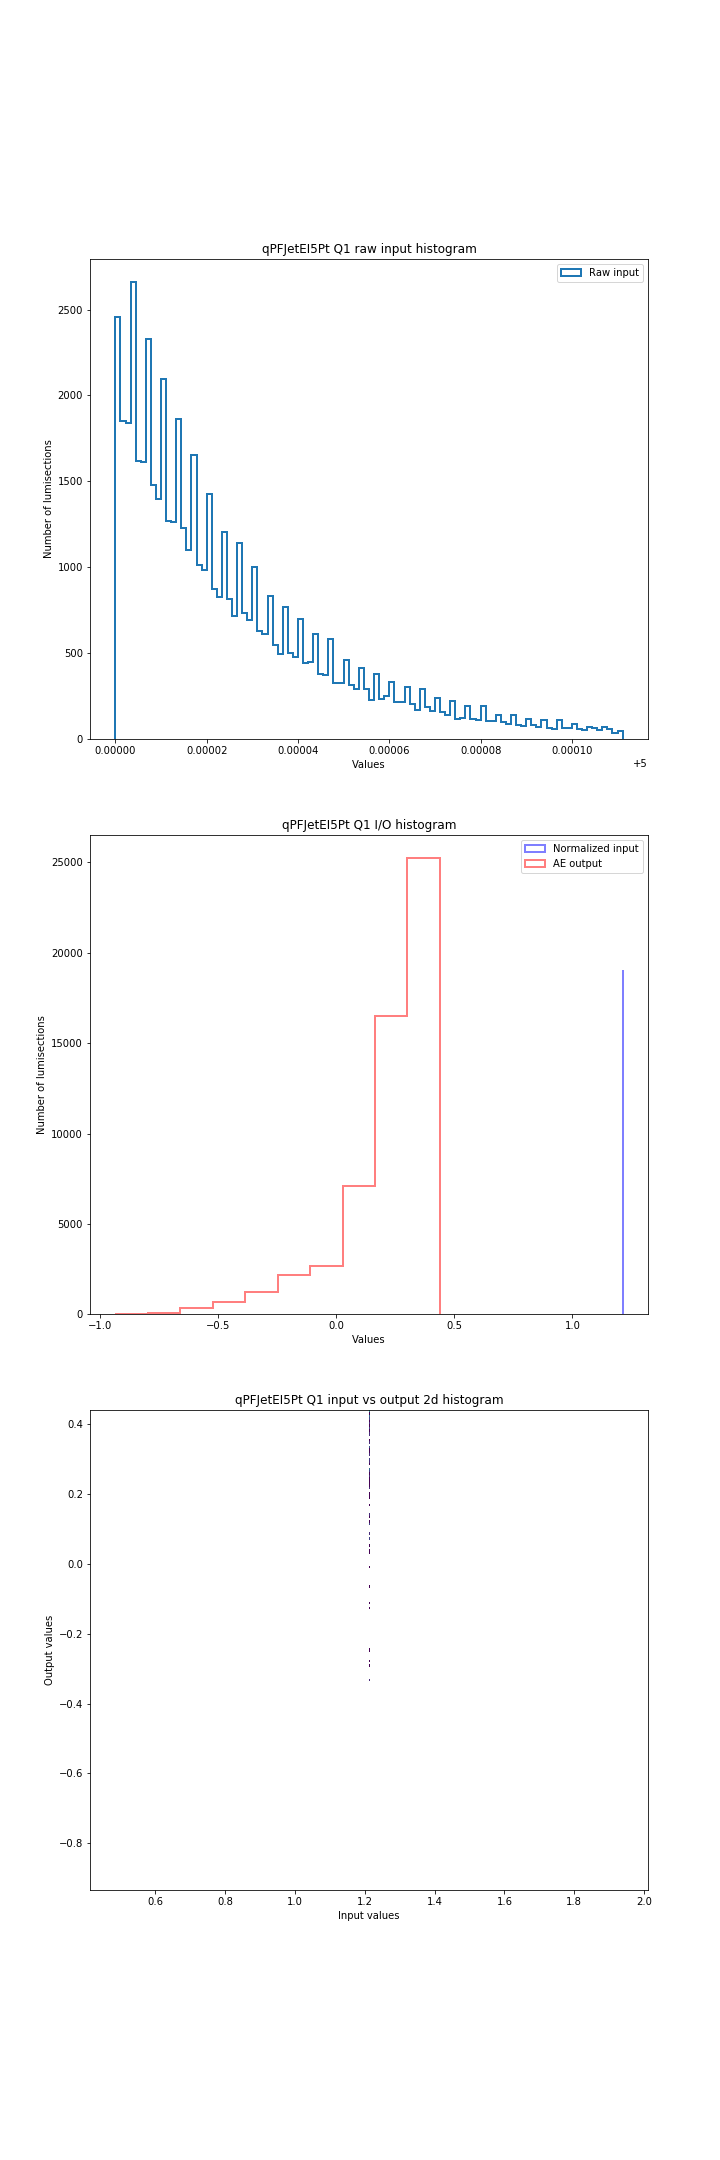 qPFJetEI5Pt Q1 raw input histogram
Raw input
Number of lumisections
2500
2000
1500
1000
500
0
0.00000 0.00002 0.00004 0.00006 0.00008 0.00010
+5
Values
qPFJetEI5Pt Q1 I/O histogram
Normalized input
AE output
Number of lumisections
25000
20000
15000
10000
5000
0
−1.0 −0.5 0.0 0.5 1.0
Values
qPFJetEI5Pt Q1 input vs output 2d histogram
Output values
0.4
0.2
0.0
−0.2
−0.4
−0.6
−0.8
0.6 0.8 1.0 1.2 1.4 1.6 1.8 2.0
Input values